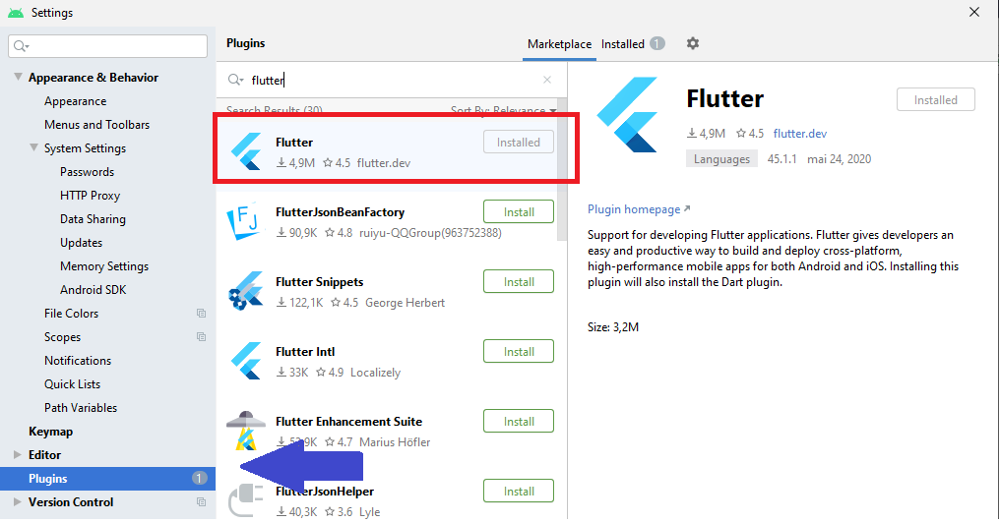 Settings
Appearance & Behavior
Appearance
Menus and Toolbars
System Settings
Passwords
HTTP Proxy
Data Sharing
Updates
Memory Settings
Android SDK
File Colors
Scopes
Notifications
Quick Lists
Path Variables
Keymap
Editor
Plugins 1
Version Control
Plugins
Marketplace Installed 1
flutter
Search Results (30) Sort By: Relevance
Flutter Installed
4,9M 4.5 flutter.dev
FlutterJsonBeanFactory Install
90,9K 4.8 ruiyu-QQGroup(963752388)
Flutter Snippets Install
122,1K 4.5 George Herbert
Flutter Intl Install
33K 4.9 Localizely
Flutter Enhancement Suite Install
4.7 Marius Höfler
FlutterJsonHelper Install
40,3K 3.6 Lyle
Flutter Installed
4,9M 4.5 flutter.dev
Languages 45.1.1 mai 24, 2020
Plugin homepage
Support for developing Flutter applications. Flutter gives developers an
easy and productive way to build and deploy cross-platform,
high-performance mobile apps for both Android and iOS. Installing this
plugin will also install the Dart plugin.
Size: 3,2M